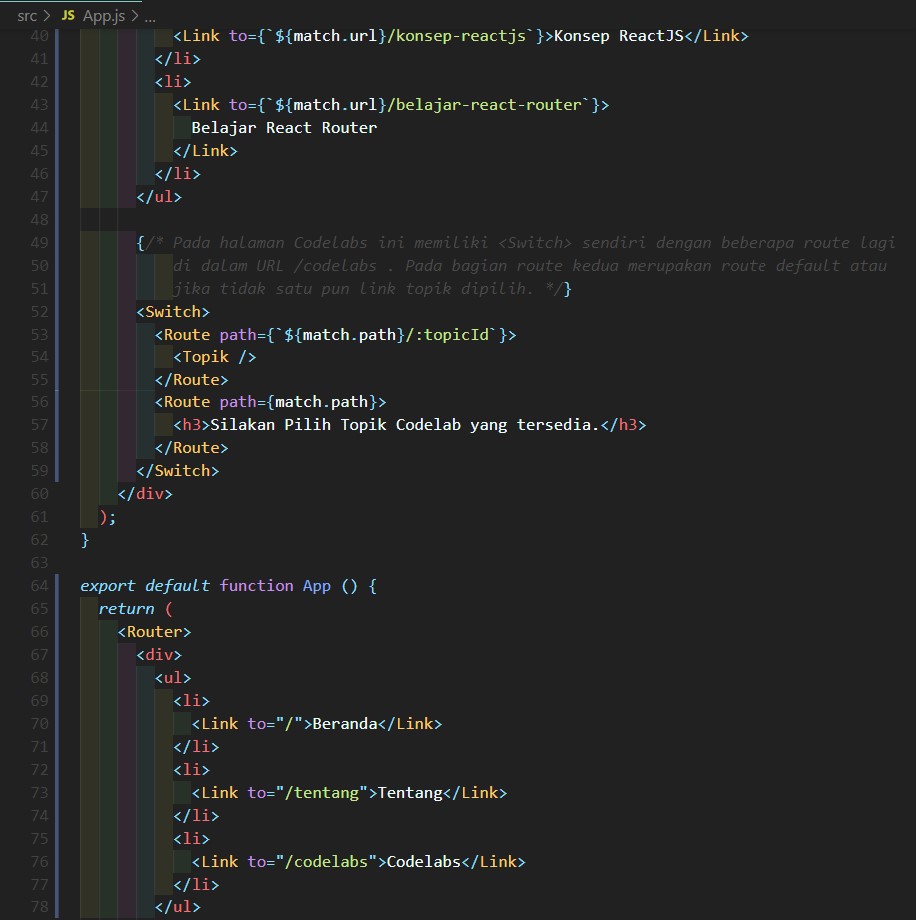 src > JS App.js > ...
40 <Link to={`${match.url}/konsep-reactjs`}>Konsep ReactJS</Link>
41 </li>
42 <li>
43 <Link to={`${match.url}/belajar-react-router`}>
44 Belajar React Router
45 </Link>
46 </li>
47 </ul>
48
49 {/* Pada halaman Codelabs ini memiliki <Switch> sendiri dengan beberapa route lagi
50 di dalam URL /codelabs . Pada bagian route kedua merupakan route default atau
51 jika tidak satu pun link topik dipilih. */}
52 <Switch>
53 <Route path={`${match.path}/:topicId`}>
54 <Topik />
55 </Route>
56 <Route path={match.path}>
57 <h3>Silakan Pilih Topik Codelab yang tersedia.</h3>
58 </Route>
59 </Switch>
60 </div>
61 );
62 }
63
64 export default function App () {
65 return (
66 <Router>
67 <div>
68 <ul>
69 <li>
70 <Link to="/">Beranda</Link>
71 </li>
72 <li>
73 <Link to="/tentang">Tentang</Link>
74 </li>
75 <li>
76 <Link to="/codelabs">Codelabs</Link>
77 </li>
78 </ul>